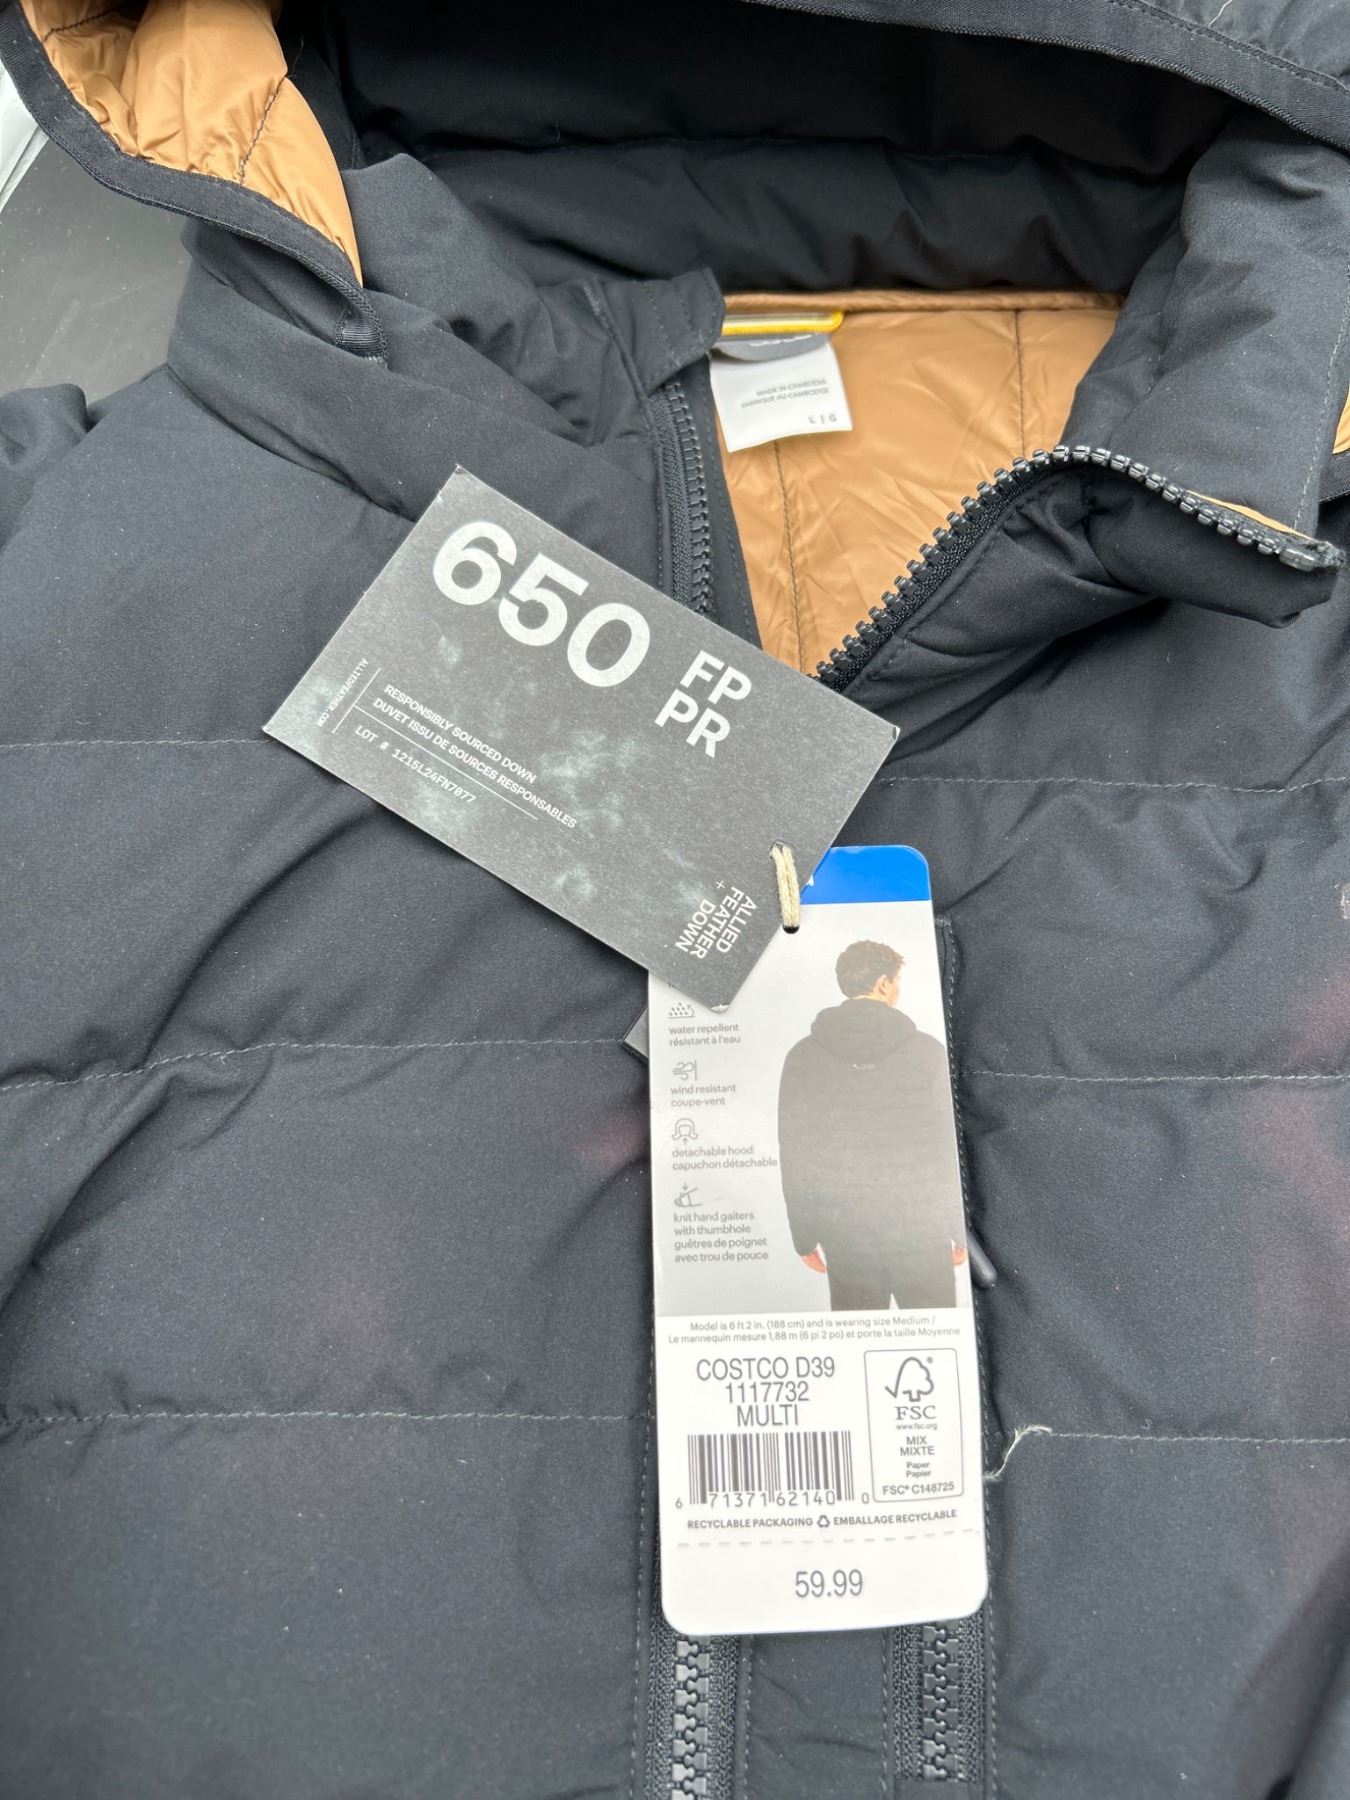 MADE IN CAMBODIA
FABRIQUÉ AU CAMBODGE
650
FP
PR
ALLIEDFEATHER.COM
RESPONSIBLY SOURCED DOWN
DUVET ISSU DE SOURCES RESPONSABLES
LOT # 1215L24FN7077
ALLIED
FEATHER
+ DOWN
water repellent
résistant à l'eau
wind resistant
coupe-vent
detachable hood
capuchon détachable
knit hand gaiters
with thumbhole
guêtres de poignet
avec trou de pouce
Model is 6 ft 2 in. (188 cm) and is wearing size Medium /
Le mannequin mesure 1,88 m (6 pi 2 po) et porte la taille Moyenne
COSTCO D39
1117732
MULTI
6 71371 62140 0
FSC
www.fsc.org
MIX
MIXTE
Paper
Papier
FSC® C148725
RECYCLABLE PACKAGING EMBALLAGE RECYCLABLE
59.99